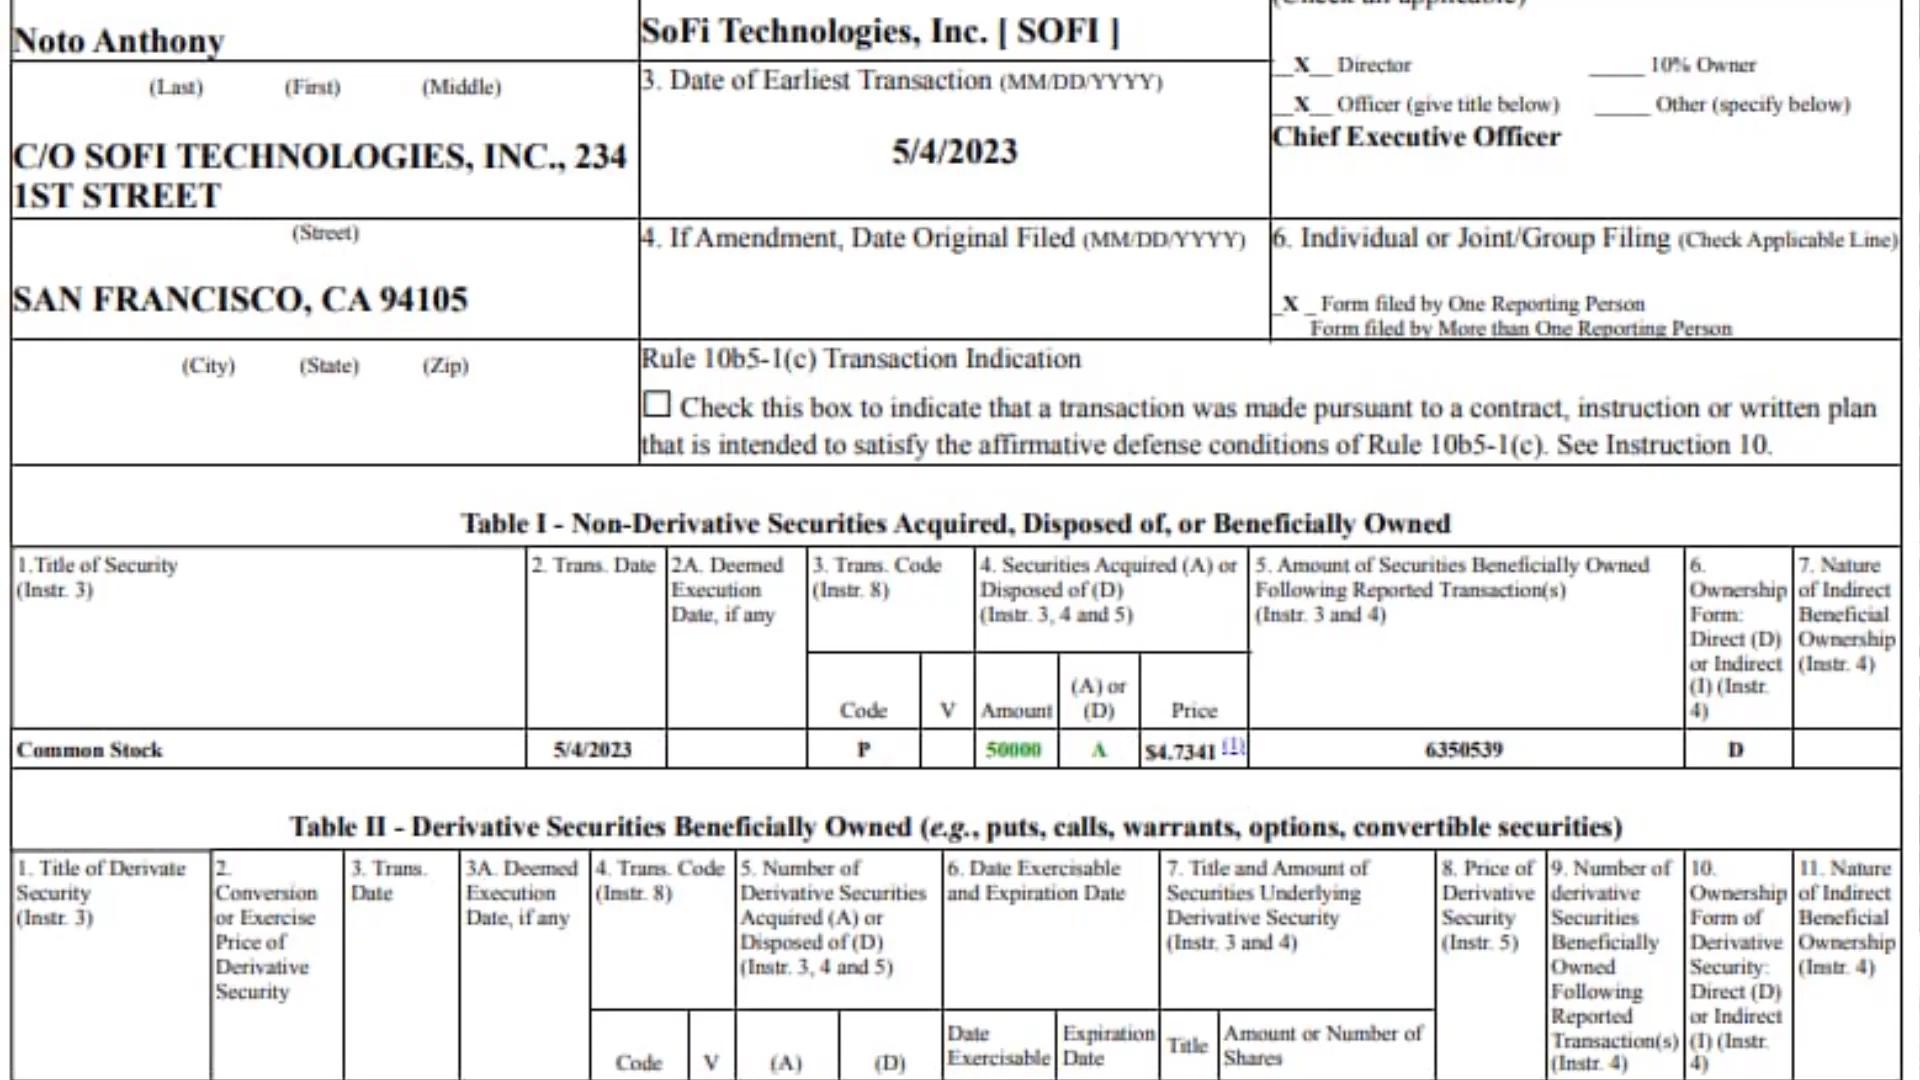 (Check all applicable)
Noto Anthony
SoFi Technologies, Inc. [ SOFI ]
(Last) (First) (Middle)
3. Date of Earliest Transaction (MM/DD/YYYY)
__X__ Director _____ 10% Owner
__X__ Officer (give title below) _____ Other (specify below)
Chief Executive Officer
C/O SOFI TECHNOLOGIES, INC., 234
1ST STREET
5/4/2023
(Street)
4. If Amendment, Date Original Filed (MM/DD/YYYY)
6. Individual or Joint/Group Filing (Check Applicable Line)
SAN FRANCISCO, CA 94105
_X _ Form filed by One Reporting Person
Form filed by More than One Reporting Person
(City) (State) (Zip)
Rule 10b5-1(c) Transaction Indication
☐ Check this box to indicate that a transaction was made pursuant to a contract, instruction or written plan
that is intended to satisfy the affirmative defense conditions of Rule 10b5-1(c). See Instruction 10.
Table I - Non-Derivative Securities Acquired, Disposed of, or Beneficially Owned
1.Title of Security
(Instr. 3)
2. Trans. Date
2A. Deemed
Execution
Date, if any
3. Trans. Code
(Instr. 8)
4. Securities Acquired (A) or
Disposed of (D)
(Instr. 3, 4 and 5)
5. Amount of Securities Beneficially Owned
Following Reported Transaction(s)
(Instr. 3 and 4)
6.
Ownership
Form:
Direct (D)
or Indirect
(I) (Instr.
4)
7. Nature
of Indirect
Beneficial
Ownership
(Instr. 4)
Code
V
Amount
(A) or
(D)
Price
Common Stock 5/4/2023 P 50000 A $4.7341 (1) 6350539 D
Table II - Derivative Securities Beneficially Owned (e.g., puts, calls, warrants, options, convertible securities)
1. Title of Derivate
Security
(Instr. 3)
2.
Conversion
or Exercise
Price of
Derivative
Security
3. Trans.
Date
3A. Deemed
Execution
Date, if any
4. Trans. Code
(Instr. 8)
5. Number of
Derivative Securities
Acquired (A) or
Disposed of (D)
(Instr. 3, 4 and 5)
6. Date Exercisable
and Expiration Date
7. Title and Amount of
Securities Underlying
Derivative Security
(Instr. 3 and 4)
8. Price of
Derivative
Security
(Instr. 5)
9. Number of
derivative
Securities
Beneficially
Owned
Following
Reported
Transaction(s)
(Instr. 4)
10.
Ownership
Form of
Derivative
Security:
Direct (D)
or Indirect
(I) (Instr.
4)
11. Nature
of Indirect
Beneficial
Ownership
(Instr. 4)
Code
V
(A)
(D)
Date
Exercisable
Expiration
Date
Title
Amount or Number of
Shares